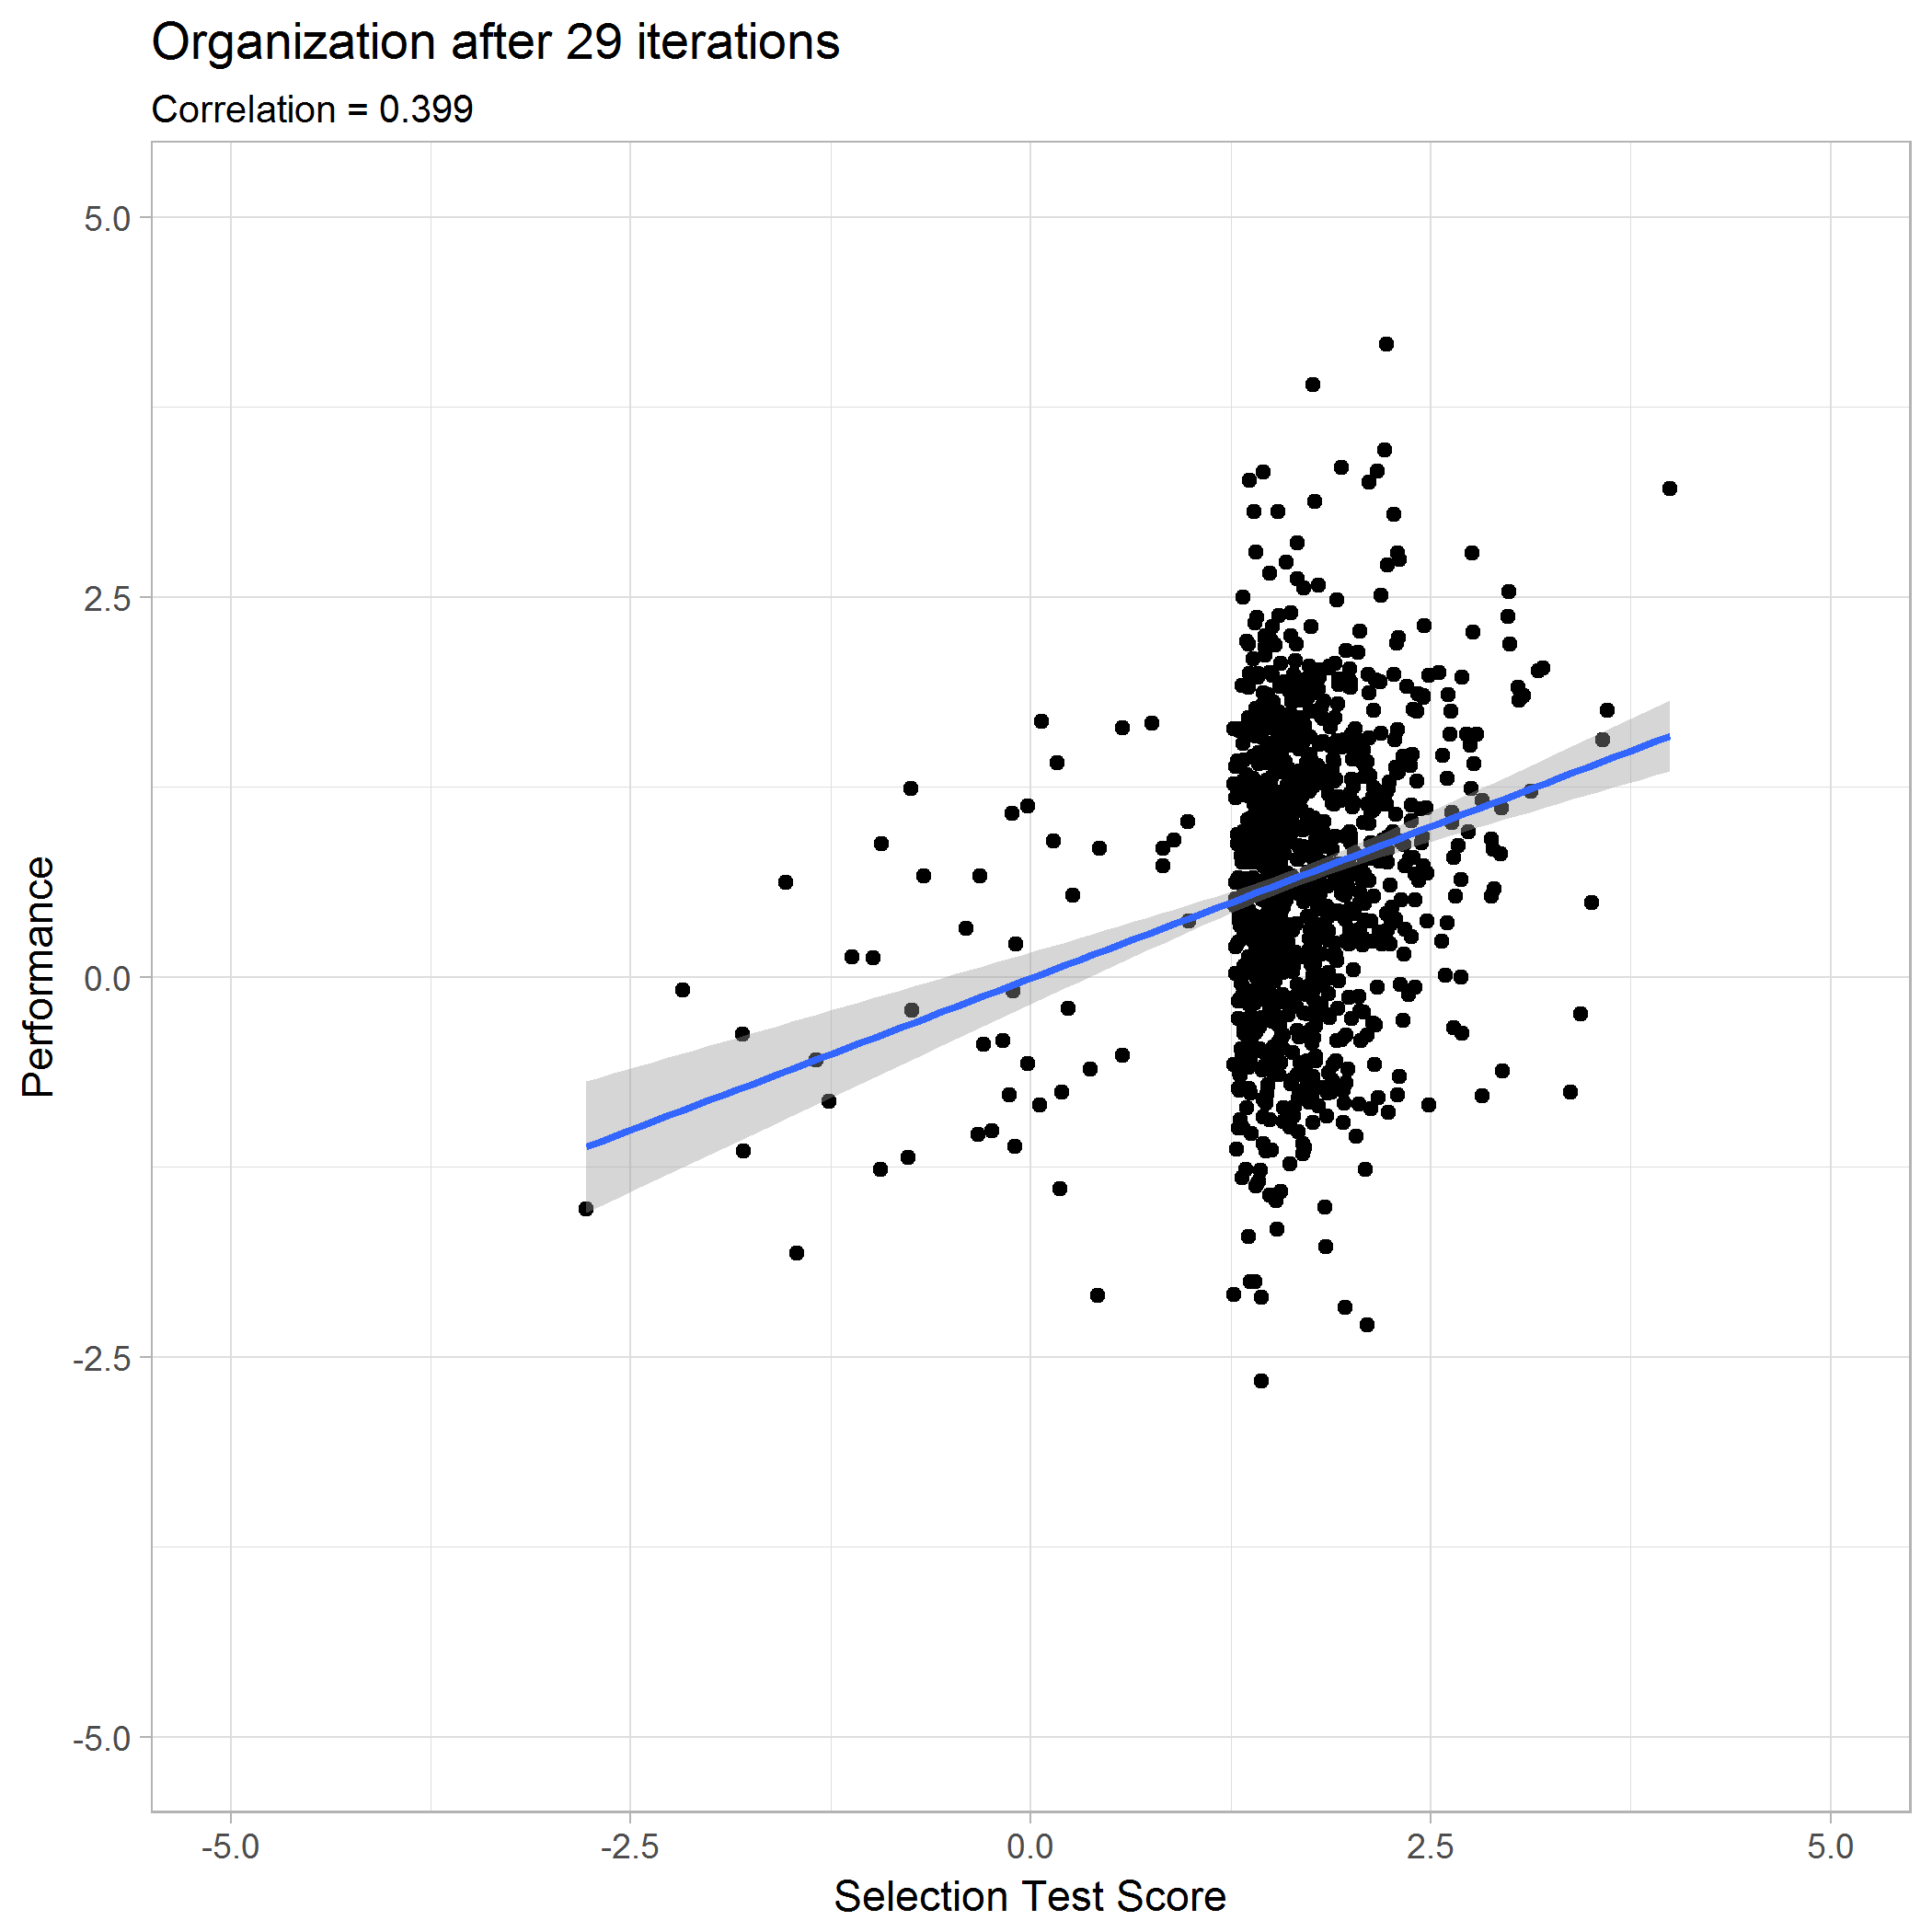 Organization after 29 iterations
Correlation = 0.399
5.0
2.5
0.0
-2.5
-5.0
Performance
-5.0 -2.5 0.0 2.5 5.0
Selection Test Score